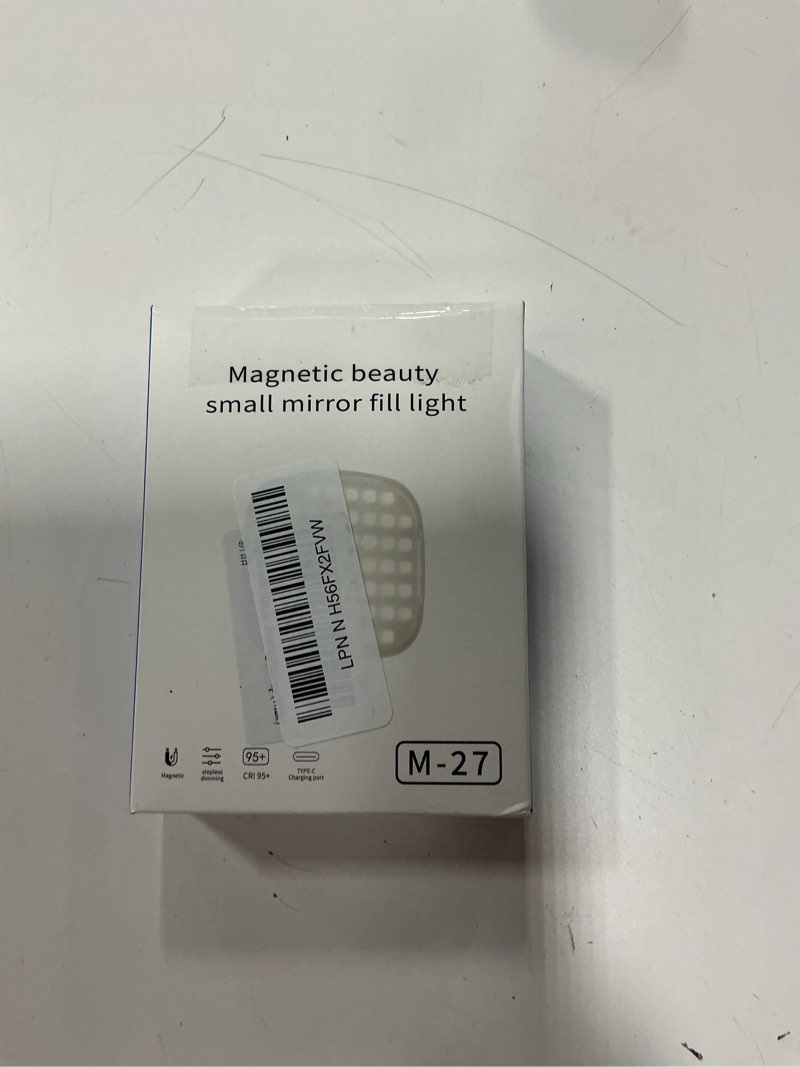 Magnetic beauty
small mirror fill light
LPN N H56FX2FVW
95+
Magnetic
stepless
dimming
CRI 95+
TYPE-C
Charging port
M-27